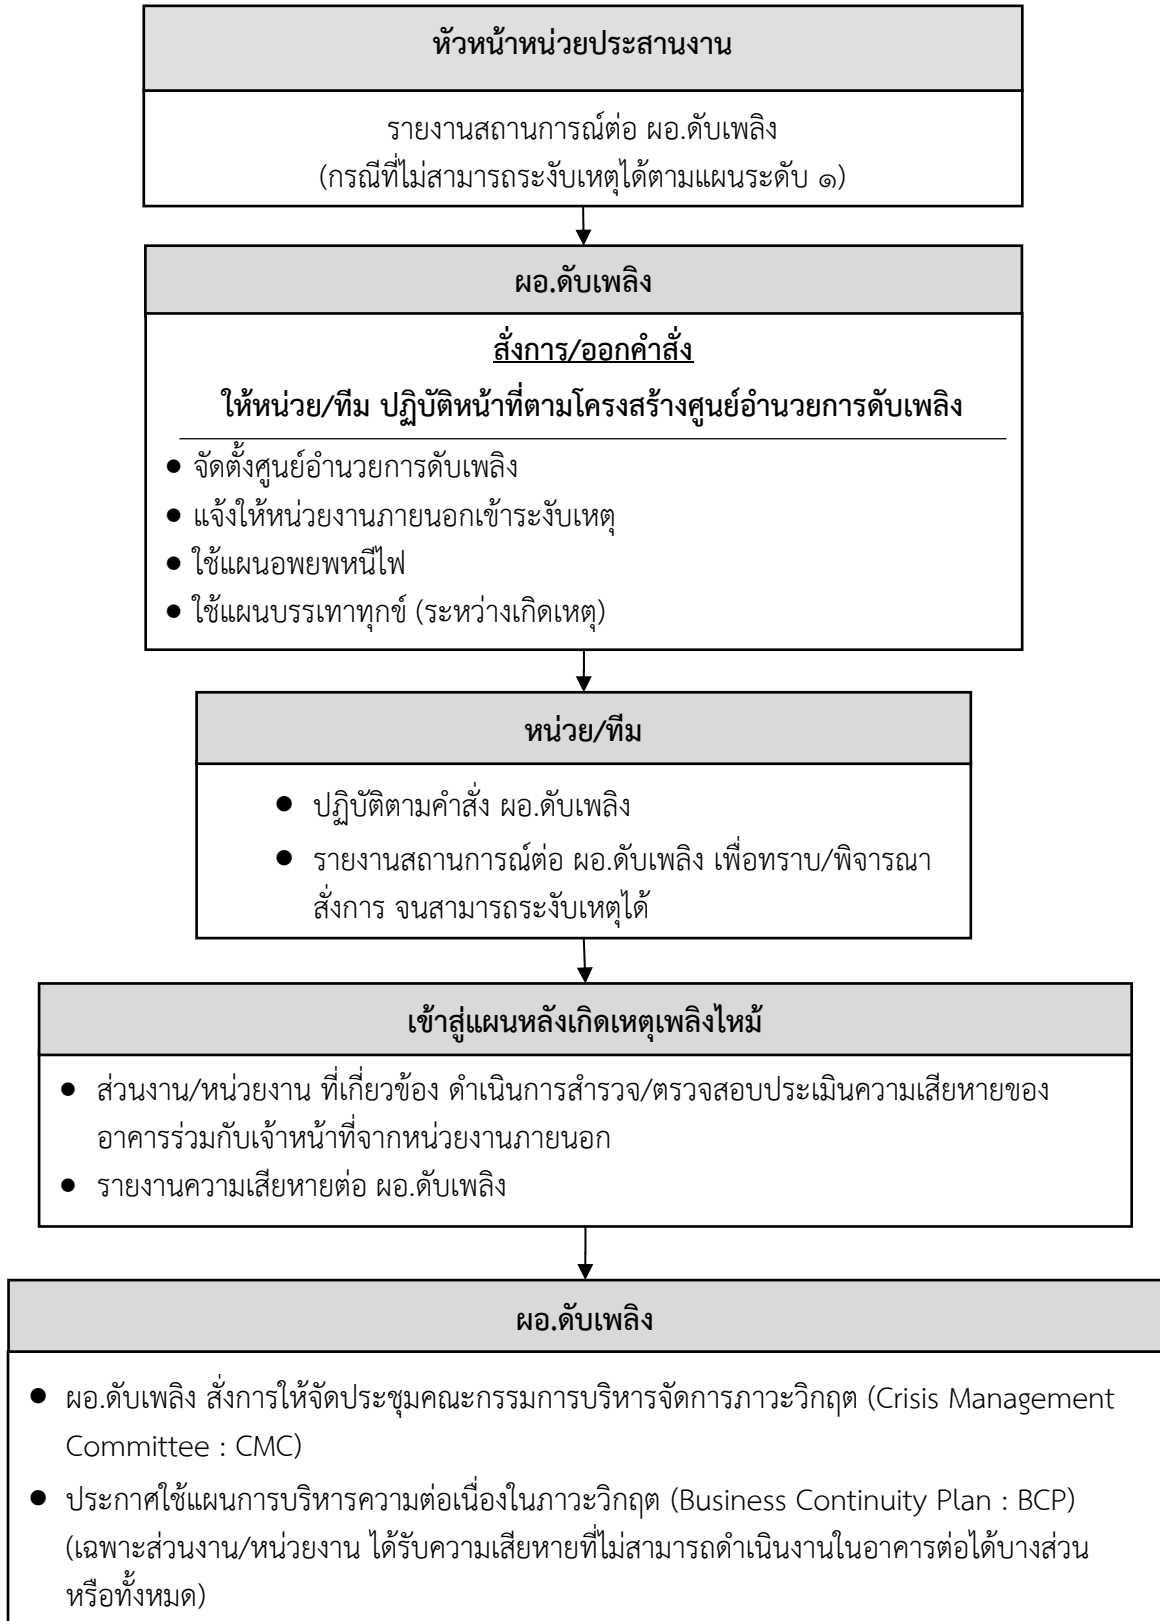 หัวหน้าหน่วยประสานงาน
รายงานสถานการณ์ต่อ ผอ.ดับเพลิง
(กรณีที่ไม่สามารถระงับเหตุได้ตามแผนระดับ ๑)
ผอ.ดับเพลิง
สั่งการ/ออกคำสั่ง
ให้หน่วย/ทีม ปฏิบัติหน้าที่ตามโครงสร้างศูนย์อำนวยการดับเพลิง
● จัดตั้งศูนย์อำนวยการดับเพลิง
● แจ้งให้หน่วยงานภายนอกเข้าระงับเหตุ
● ใช้แผนอพยพหนีไฟ
● ใช้แผนบรรเทาทุกข์ (ระหว่างเกิดเหตุ)
หน่วย/ทีม
● ปฏิบัติตามคำสั่ง ผอ.ดับเพลิง
● รายงานสถานการณ์ต่อ ผอ.ดับเพลิง เพื่อทราบ/พิจารณา
สั่งการ จนสามารถระงับเหตุได้
เข้าสู่แผนหลังเกิดเหตุเพลิงไหม้
● ส่วนงาน/หน่วยงาน ที่เกี่ยวข้อง ดำเนินการสำรวจ/ตรวจสอบประเมินความเสียหายของ
อาคารร่วมกับเจ้าหน้าที่จากหน่วยงานภายนอก
● รายงานความเสียหายต่อ ผอ.ดับเพลิง
ผอ.ดับเพลิง
● ผอ.ดับเพลิง สั่งการให้จัดประชุมคณะกรรมการบริหารจัดการภาวะวิกฤต (Crisis Management
Committee : CMC)
● ประกาศใช้แผนการบริหารความต่อเนื่องในภาวะวิกฤต (Business Continuity Plan : BCP)
(เฉพาะส่วนงาน/หน่วยงาน ได้รับความเสียหายที่ไม่สามารถดำเนินงานในอาคารต่อได้บางส่วน
หรือทั้งหมด)